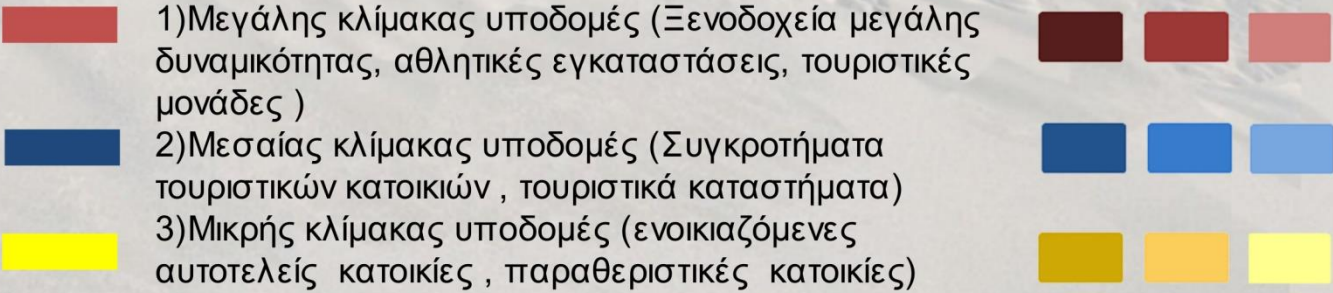 1)Μεγάλης κλίμακας υποδομές (Ξενοδοχεία μεγάλης
δυναμικότητας, αθλητικές εγκαταστάσεις, τουριστικές
μονάδες )
2)Μεσαίας κλίμακας υποδομές (Συγκροτήματα
τουριστικών κατοικιών , τουριστικά καταστήματα)
3)Μικρής κλίμακας υποδομές (ενοικιαζόμενες
αυτοτελείς κατοικίες , παραθεριστικές κατοικίες)